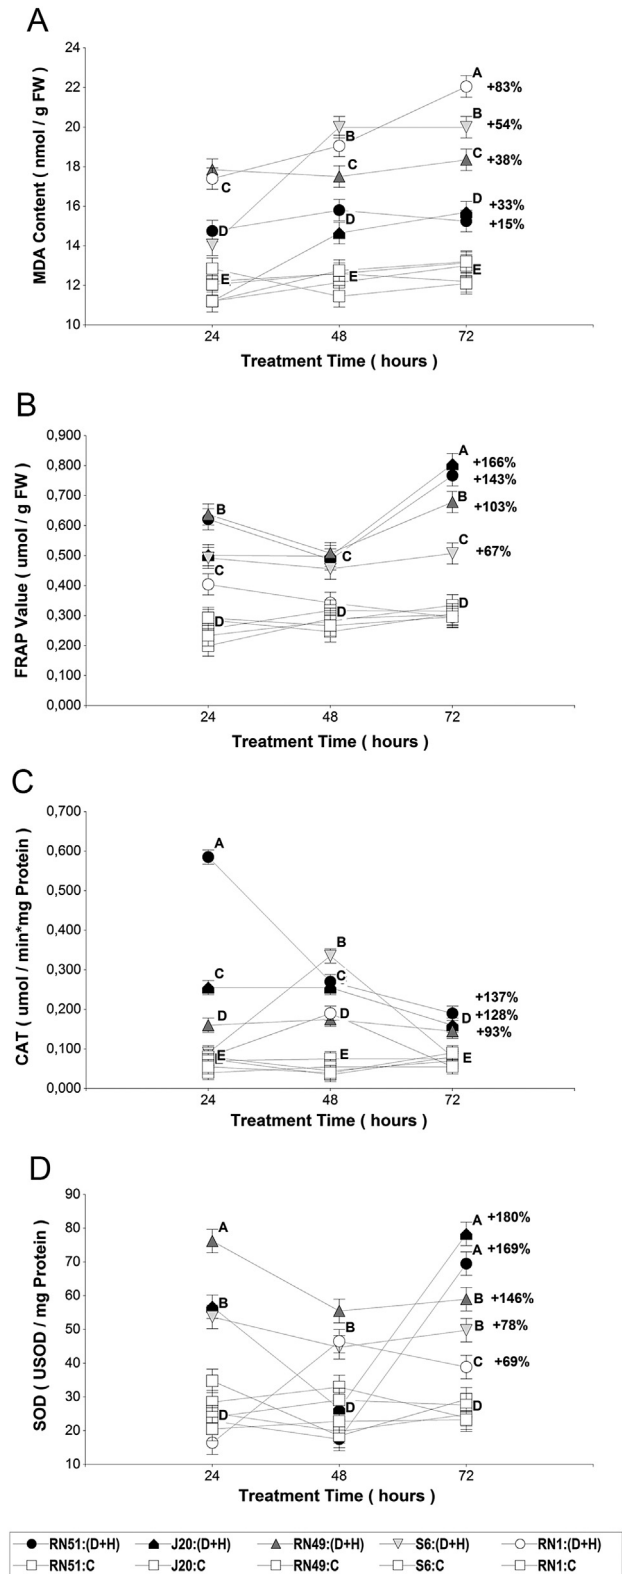 A
24
22
20
18
16
14
12
10
MDA Content ( nmol / g FW )
A +83%
B +54%
B
C +38%
C
C
D +33%
D
D
+15%
E
E
E
24 48 72
Treatment Time ( hours )
B
0,900
0,800
0,700
0,600
0,500
0,400
0,300
0,200
0,100
0,000
FRAP Value ( umol / g FW )
A
+166%
+143%
B
B
+103%
C
+67%
C
C
D
D
D
24 48 72
Treatment Time ( hours )
C
0,700
0,600
0,500
0,400
0,300
0,200
0,100
0,000
CAT ( umol / min*mg Protein )
A
B
C
C
+137%
D
D
D +128%
+93%
E
E
E
24 48 72
Treatment Time ( hours )
D
90
80
70
60
50
40
30
20
10
SOD ( USOD / mg Protein )
A +180%
A
A +169%
B
B +146%
B
B +78%
C +69%
D
D
D
24 48 72
Treatment Time ( hours )
RN51:(D+H) J20:(D+H) RN49:(D+H) S6:(D+H) RN1:(D+H)
RN51:C J20:C RN49:C S6:C RN1:C